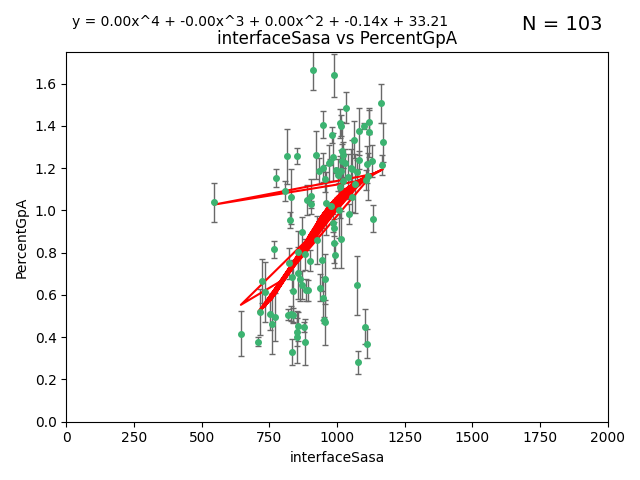 y = 0.00x^4 + -0.00x^3 + 0.00x^2 + -0.14x + 33.21
N = 103
interfaceSasa vs PercentGpA
PercentGpA
1.6
1.4
1.2
1.0
0.8
0.6
0.4
0.2
0.0
0 250 500 750 1000 1250 1500 1750 2000
interfaceSasa